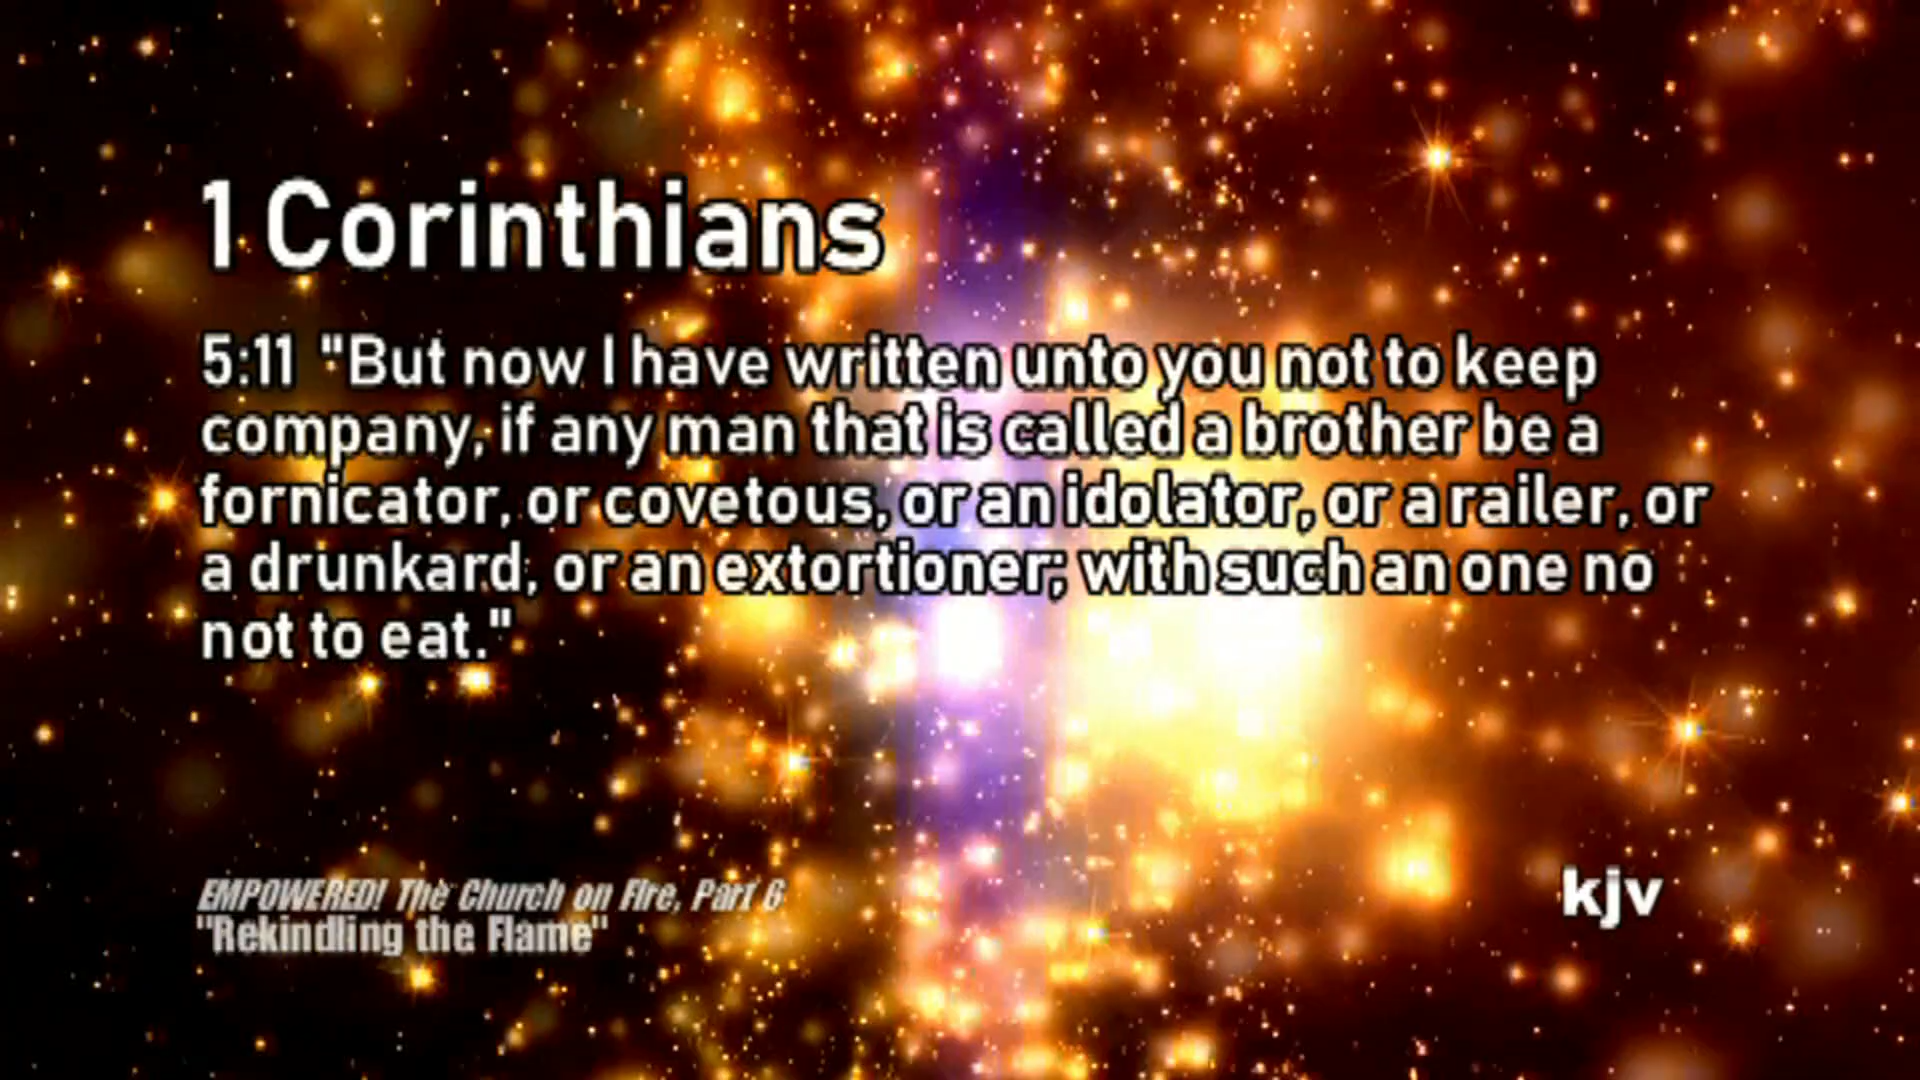 1 Corinthians
5:11 "But now I have written unto you not to keep
company, if any man that is called a brother be a
fornicator, or covetous, or an idolator, or a railer, or
a drunkard, or an extortioner; with such an one no
not to eat."
EMPOWERED! The Church on Fire, Part 6
"Rekindling the Flame"
kjv